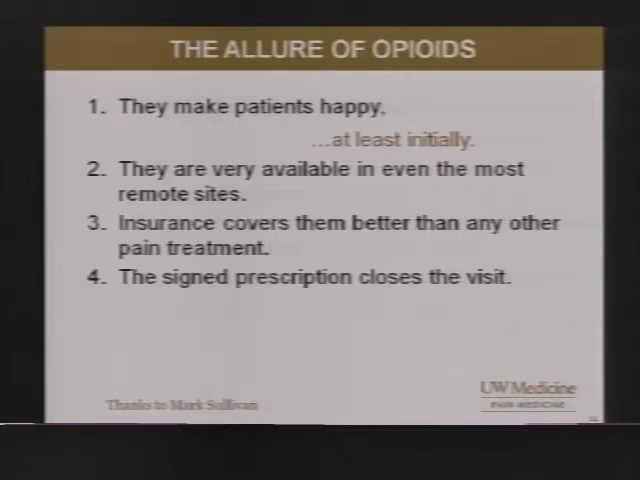 THE ALLURE OF OPIOIDS
1. They make patients happy,
...at least initially.
2. They are very available in even the most
remote sites.
3. Insurance covers them better than any other
pain treatment.
4. The signed prescription closes the visit.
Thanks to Mark Sullivan
UW Medicine
PAIN MEDICINE